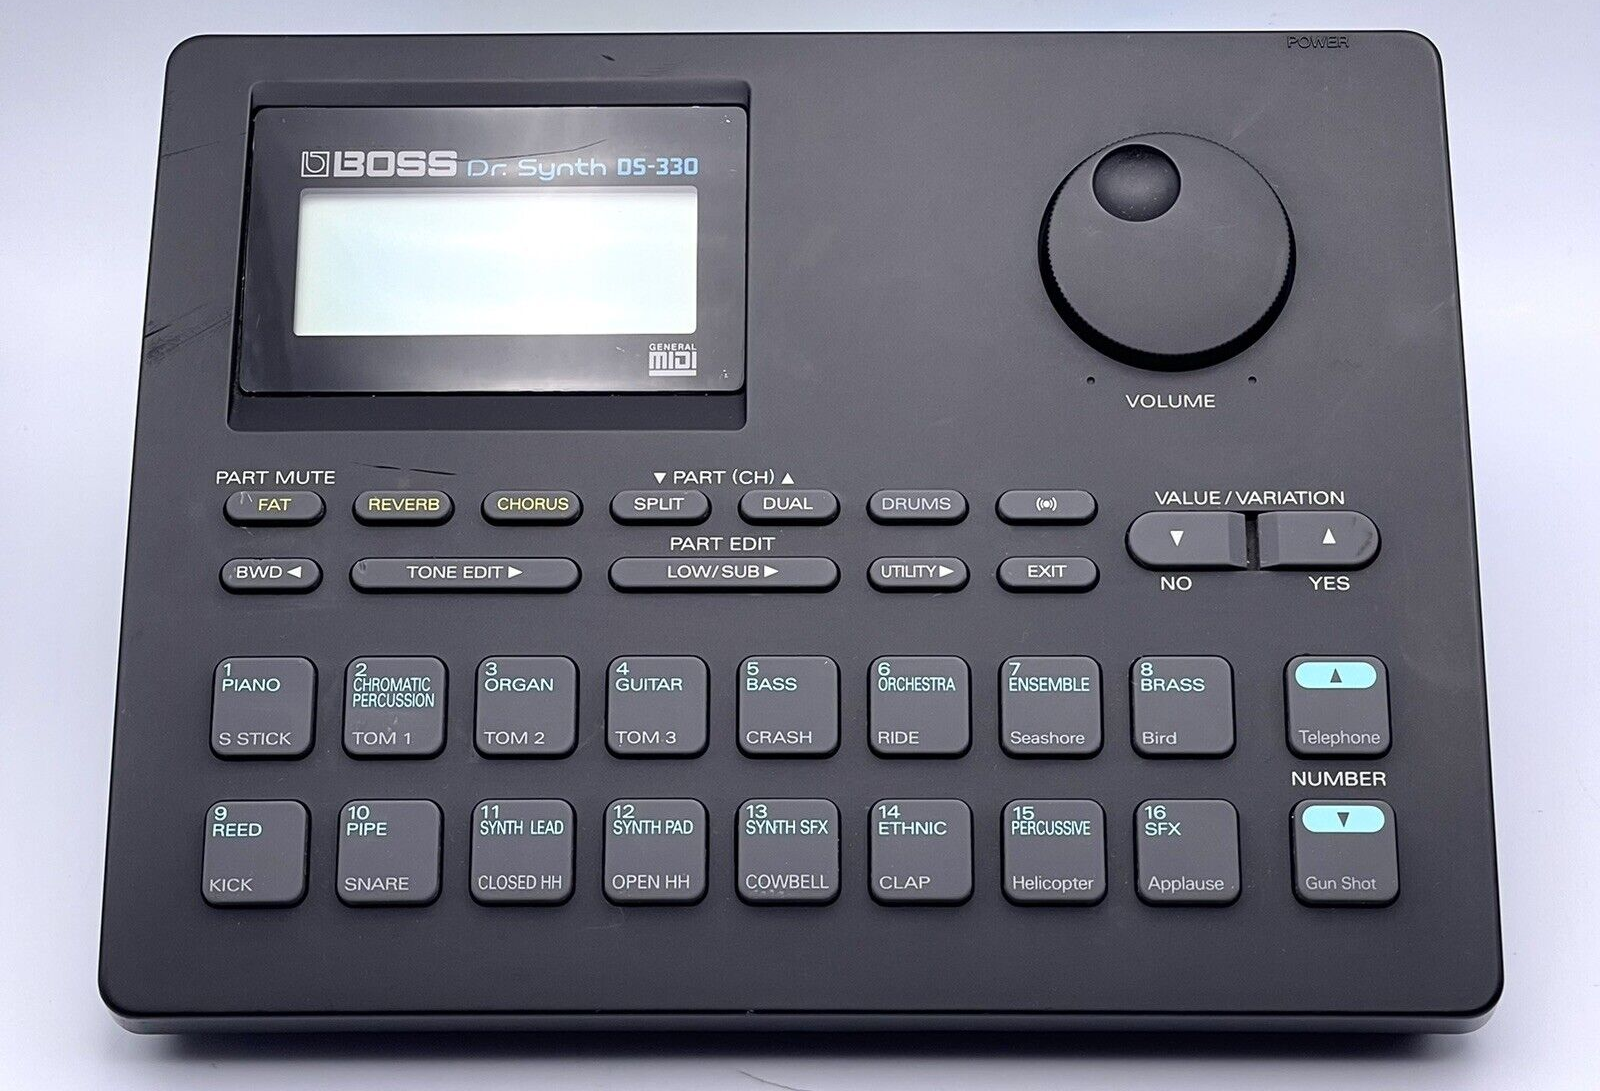 POWER
BOSS Dr. Synth DS-330
GENERAL
MIDI
VOLUME
PART MUTE
▼ PART (CH) ▲
FAT
REVERB
CHORUS
SPLIT
DUAL
DRUMS
VALUE / VARIATION
▼
▲
NO
YES
PART EDIT
BWD ◀
TONE EDIT ▶
LOW/SUB ▶
UTILITY ▶
EXIT
1
PIANO
S STICK
2
CHROMATIC
PERCUSSION
TOM 1
3
ORGAN
TOM 2
4
GUITAR
TOM 3
5
BASS
CRASH
6
ORCHESTRA
RIDE
7
ENSEMBLE
Seashore
8
BRASS
Bird
▲
Telephone
NUMBER
9
REED
KICK
10
PIPE
SNARE
11
SYNTH LEAD
CLOSED HH
12
SYNTH PAD
OPEN HH
13
SYNTH SFX
COWBELL
14
ETHNIC
CLAP
15
PERCUSSIVE
Helicopter
16
SFX
Applause
▼
Gun Shot